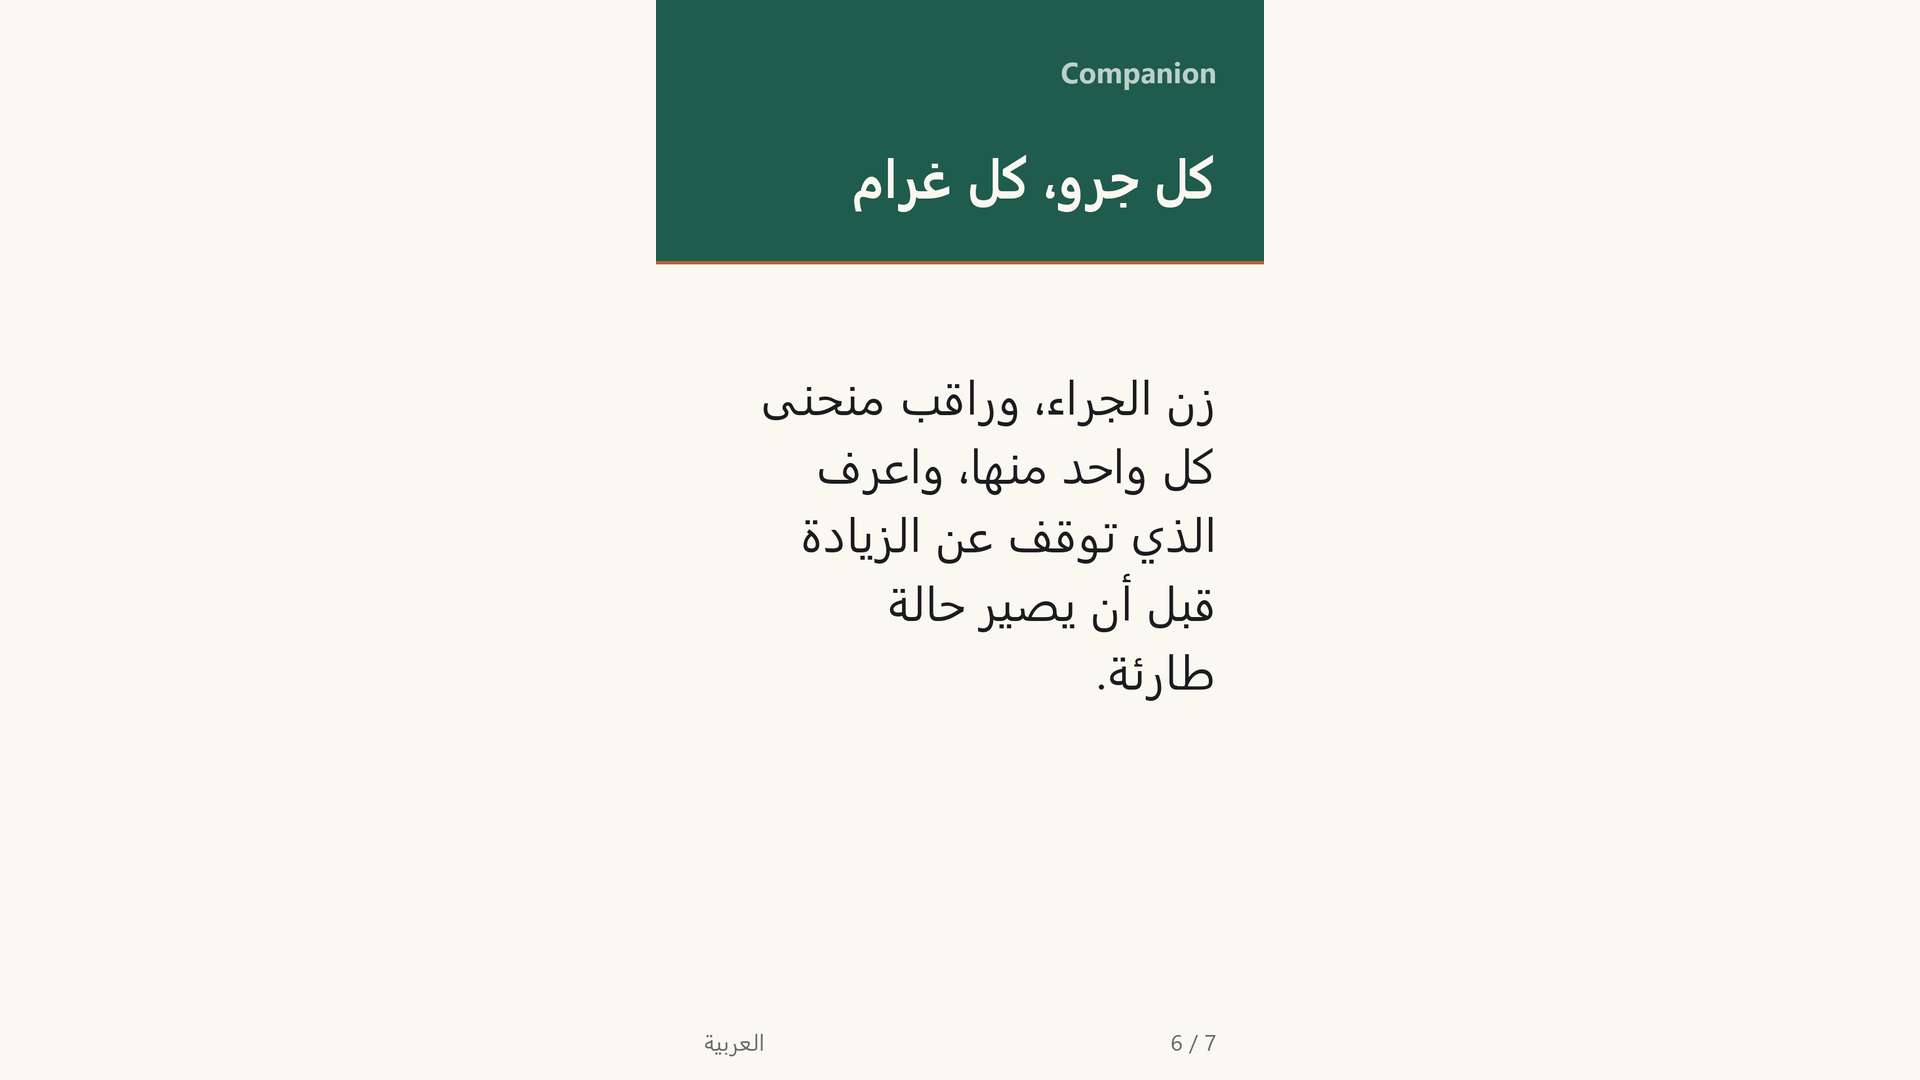 Companion
كل جرو، كل غرام
زن الجراء، وراقب منحنى
كل واحد منها، واعرف
الذي توقف عن الزيادة
قبل أن يصير حالة
طارئة.
6 / 7
العربية